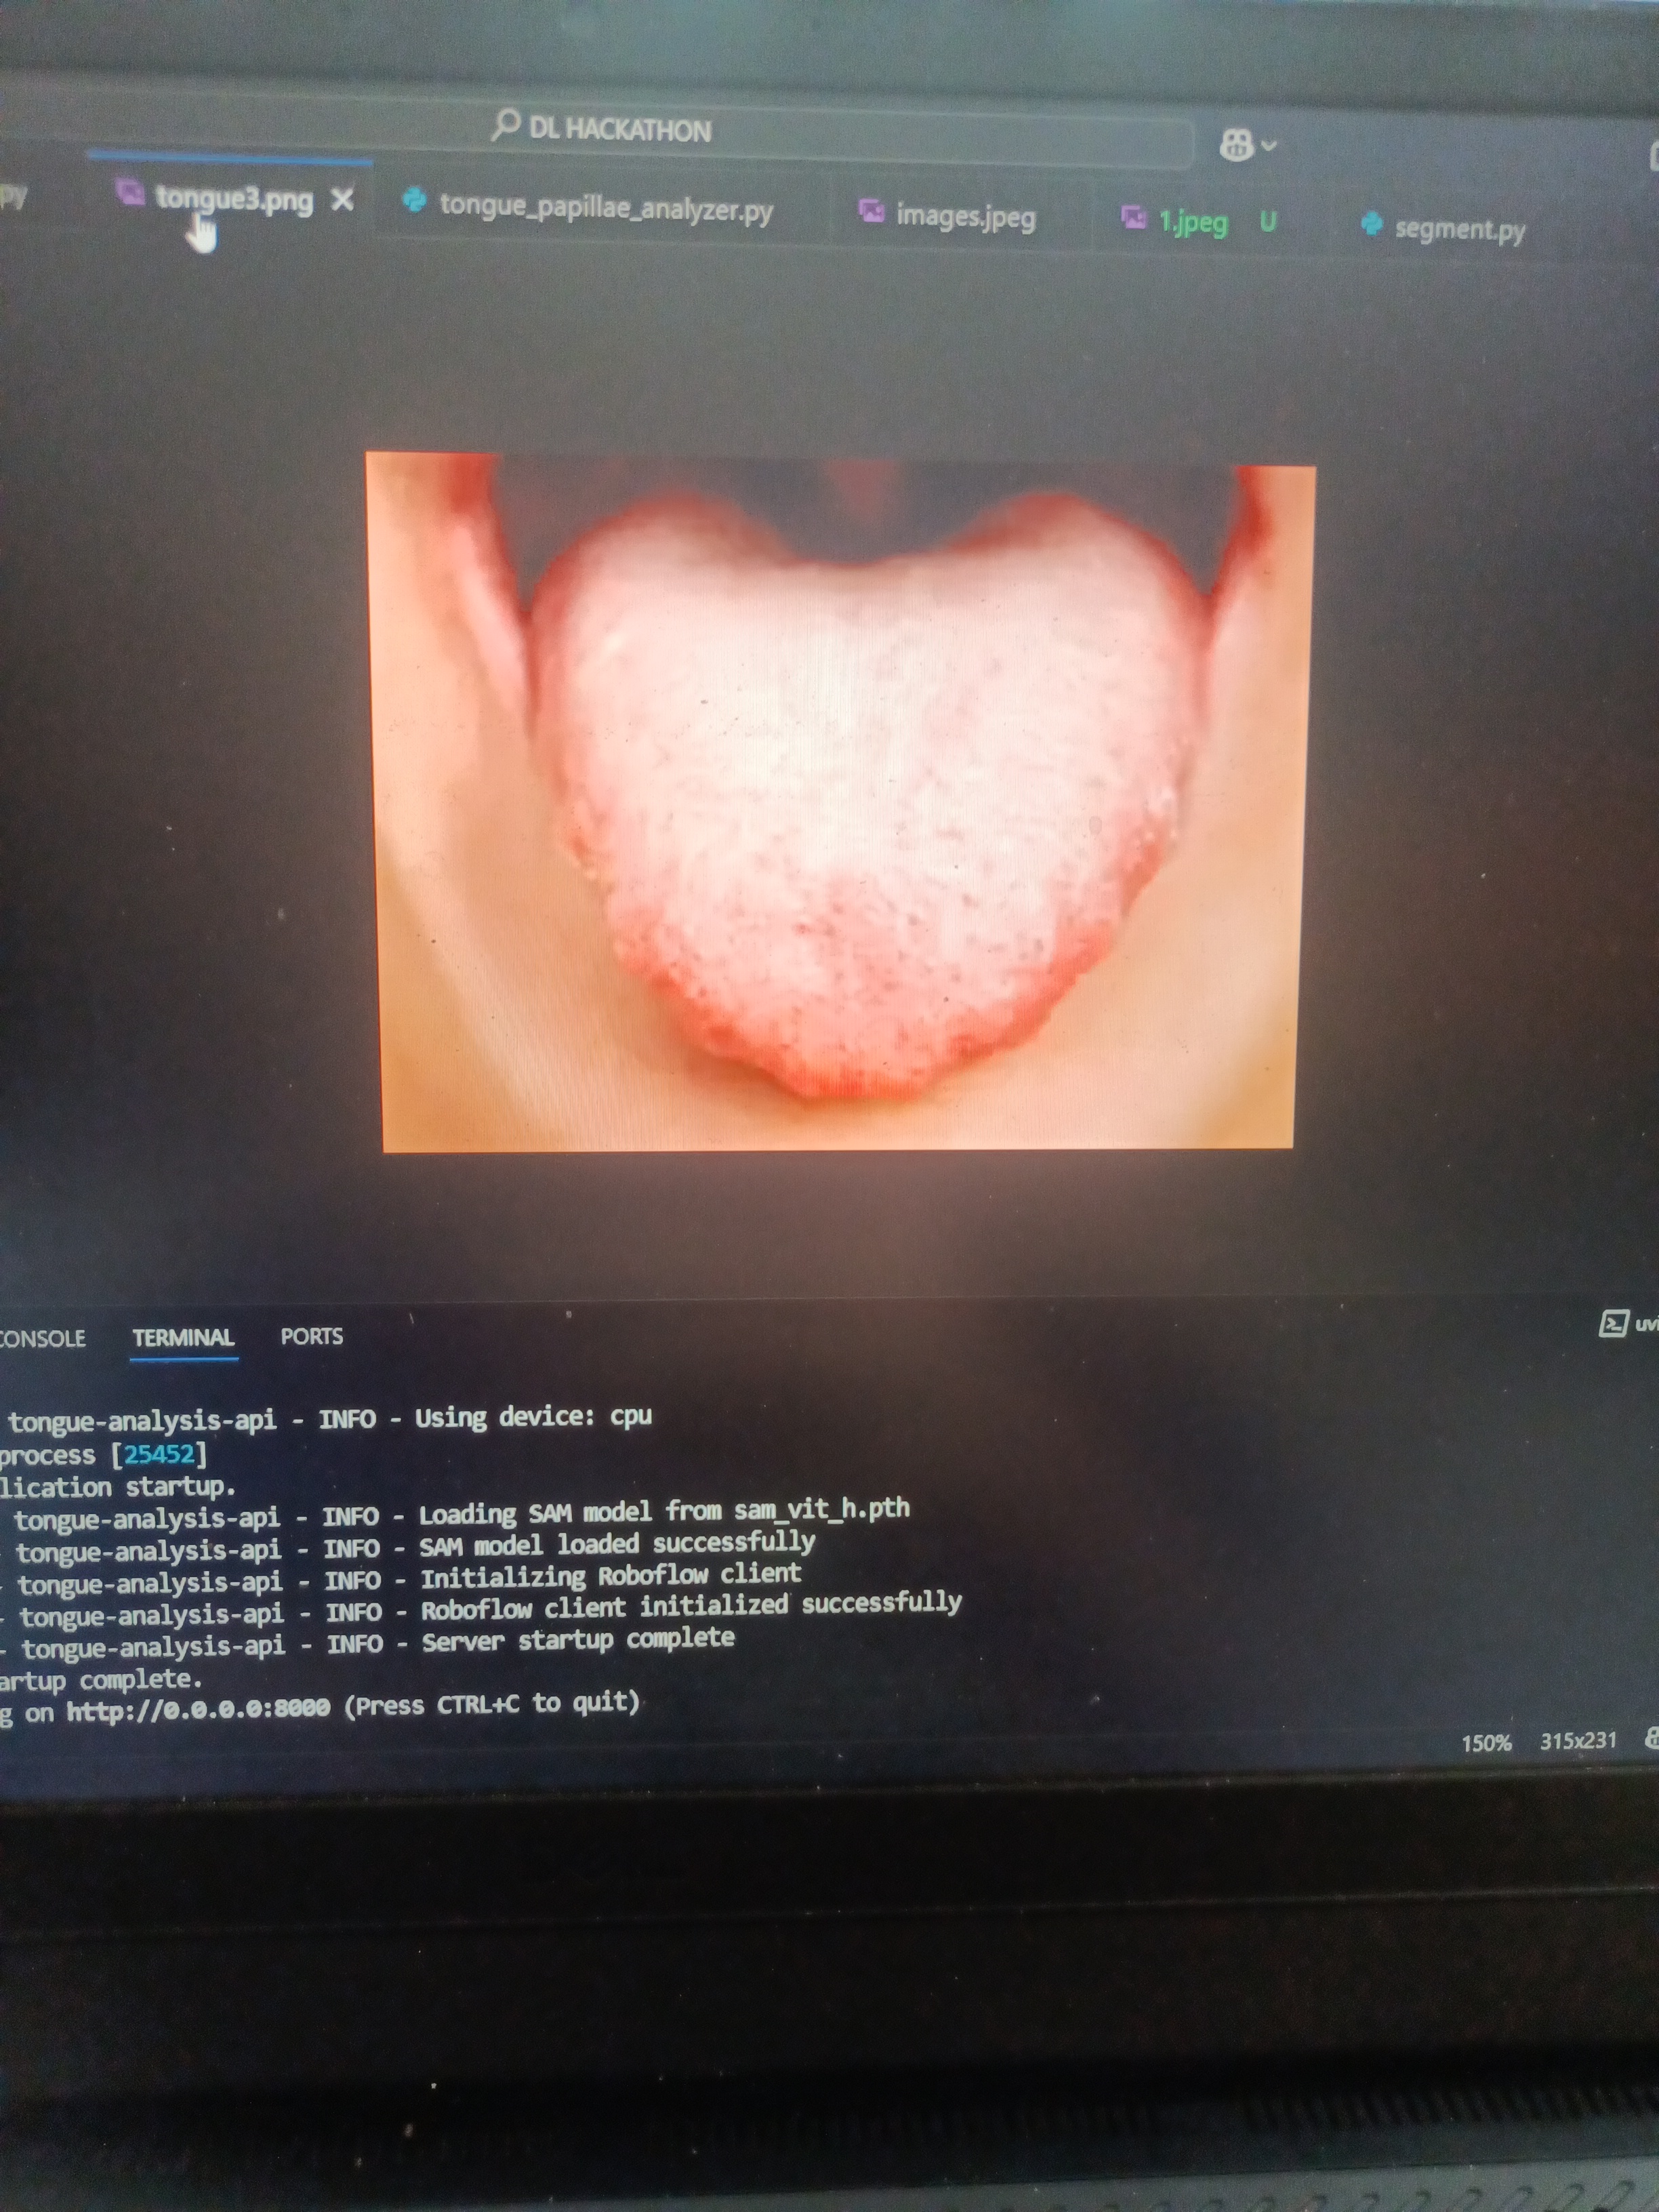 DL HACKATHON
py
tongue3.png
tongue_papillae_analyzer.py
images.jpeg
1.jpeg U
segment.py
CONSOLE TERMINAL PORTS
tongue-analysis-api - INFO - Using device: cpu
process [25452]
lication startup.
tongue-analysis-api - INFO - Loading SAM model from sam_vit_h.pth
tongue-analysis-api - INFO - SAM model loaded successfully
- tongue-analysis-api - INFO - Initializing Roboflow client
- tongue-analysis-api - INFO - Roboflow client initialized successfully
- tongue-analysis-api - INFO - Server startup complete
artup complete.
g on http://0.0.0.0:8000 (Press CTRL+C to quit)
150% 315x231